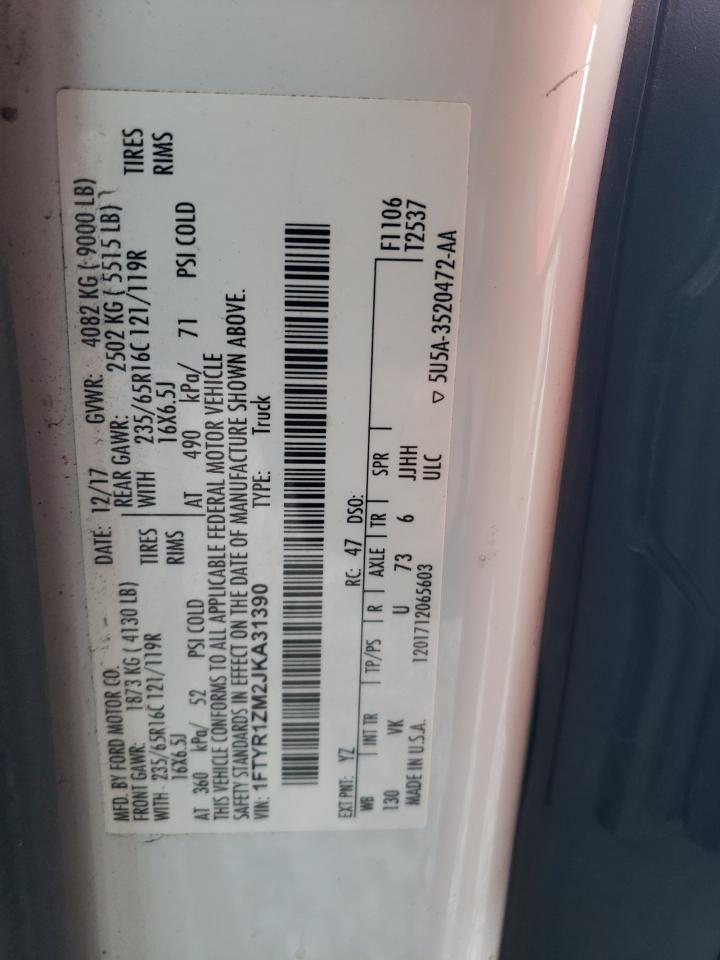 MFD. BY FORD MOTOR CO. DATE: 12/17 GVWR: 4082 KG ( 9000 LB)
FRONT GAWR: 1873 KG ( 4130 LB) REAR GAWR: 2502 KG ( 5515 LB)
WITH 235/65R16C 121/119R TIRES WITH 235/65R16C 121/119R TIRES
16X6.5J RIMS 16X6.5J RIMS
AT 360 kPa/ 52 PSI COLD AT 490 kPa/ 71 PSI COLD
THIS VEHICLE CONFORMS TO ALL APPLICABLE FEDERAL MOTOR VEHICLE
SAFETY STANDARDS IN EFFECT ON THE DATE OF MANUFACTURE SHOWN ABOVE.
VIN: 1FTYR1ZM2JKA31390 TYPE: Truck
EXT PNT: YZ RC: 47 DSO:
WB INT TR TP/PS R AXLE TR SPR F1106
130 VK U 73 6 JJHH T2537
MADE IN U.S.A. 1201712065603 ULC
▽ 5U5A-3520472-AA